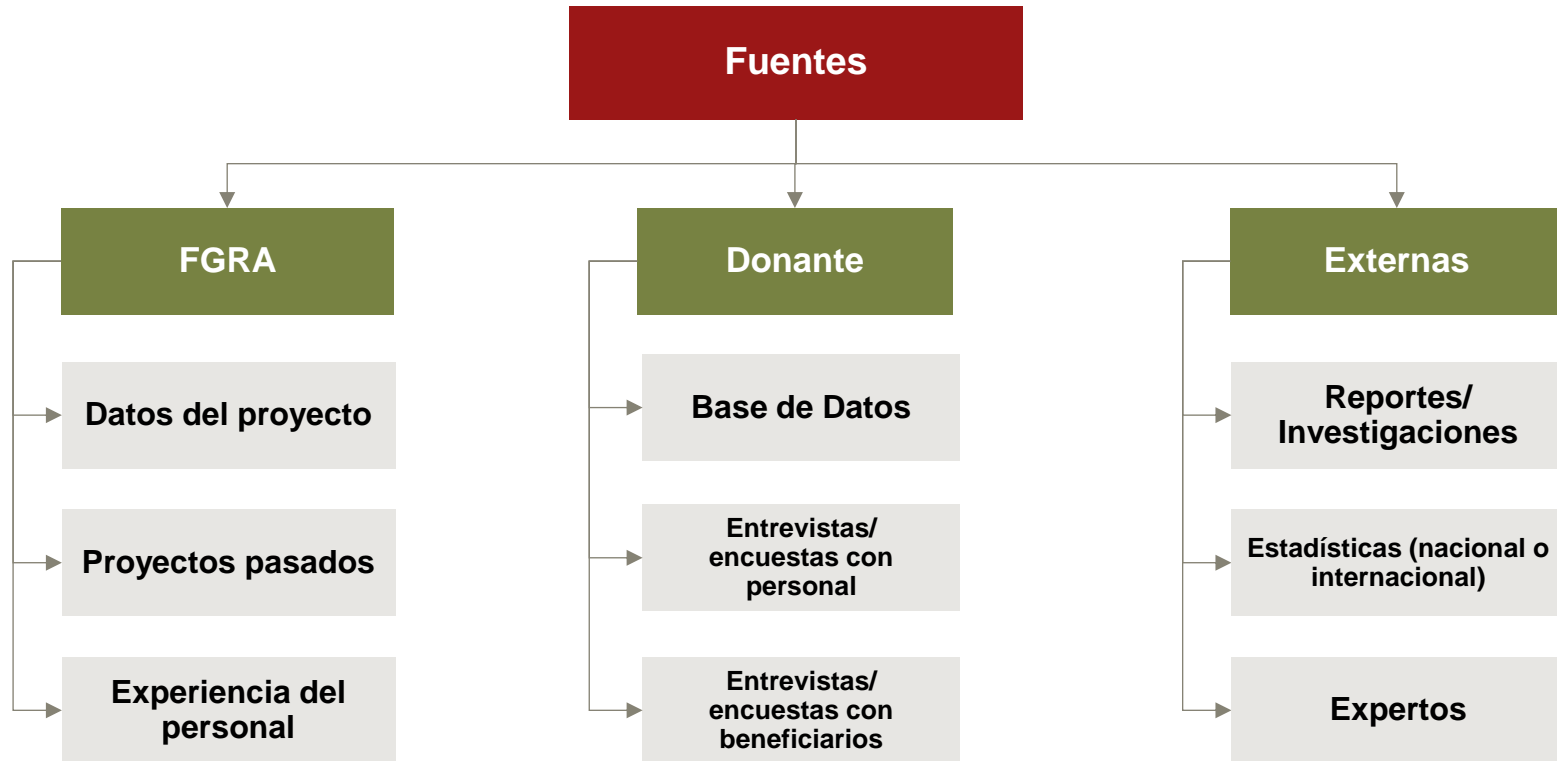 Fuentes
FGRA
Donante
Externas
Datos del proyecto
Proyectos pasados
Experiencia del
personal
Base de Datos
Entrevistas/
encuestas con
personal
Entrevistas/
encuestas con
beneficiarios
Reportes/
Investigaciones
Estadísticas (nacional o
internacional)
Expertos